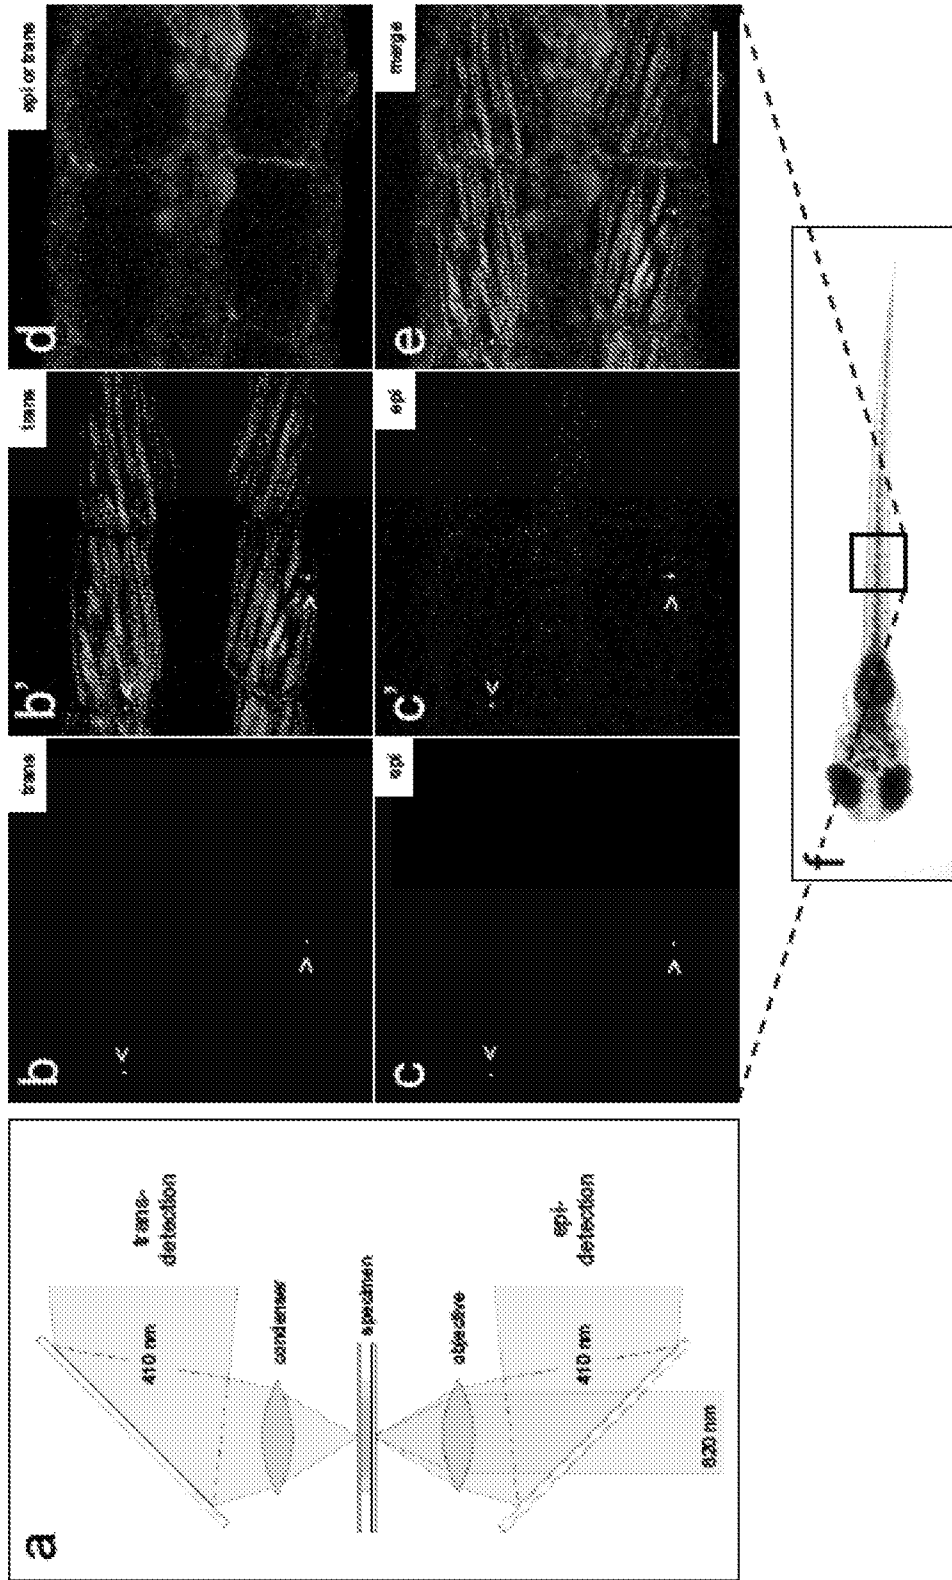 a
trans-
detection
410 nm
condenser
specimen
objective
epi-
detection
410 nm
820 nm
b
trans
b'
trans
d
epi or trans
c
epi
c'
epi
e
merge
f